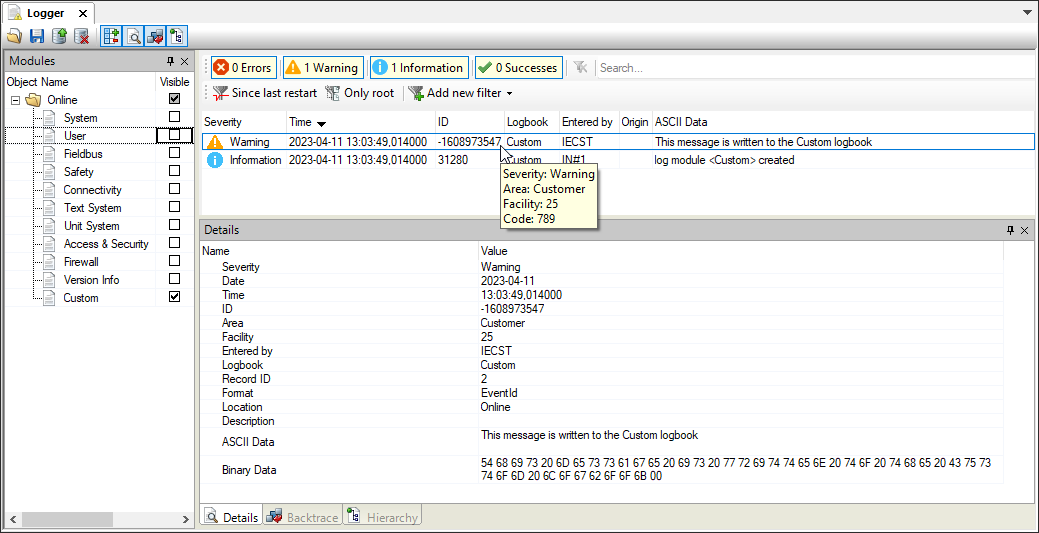 Logger
Modules
Object Name Visible
Online
System
User
Fieldbus
Safety
Connectivity
Text System
Unit System
Access & Security
Firewall
Version Info
Custom
0 Errors 1 Warning 1 Information 0 Successes Search...
Since last restart Only root Add new filter
Severity Time ID Logbook Entered by Origin ASCII Data
Warning 2023-04-11 13:03:49,014000 -1608973547 Custom IECST This message is written to the Custom logbook
Information 2023-04-11 13:03:49,014000 31280 Custom IN#1 log module <Custom> created
Severity: Warning
Area: Customer
Facility: 25
Code: 789
Details
Name Value
Severity Warning
Date 2023-04-11
Time 13:03:49,014000
ID -1608973547
Area Customer
Facility 25
Entered by IECST
Logbook Custom
Record ID 2
Format EventId
Location Online
Description
ASCII Data This message is written to the Custom logbook
Binary Data 54 68 69 73 20 6D 65 73 73 61 67 65 20 69 73 20 77 72 69 74 74 65 6E 20 74 6F 20 74 68 65 20 43 75 73
74 6F 6D 20 6C 6F 67 62 6F 6F 6B 00
Details Backtrace Hierarchy